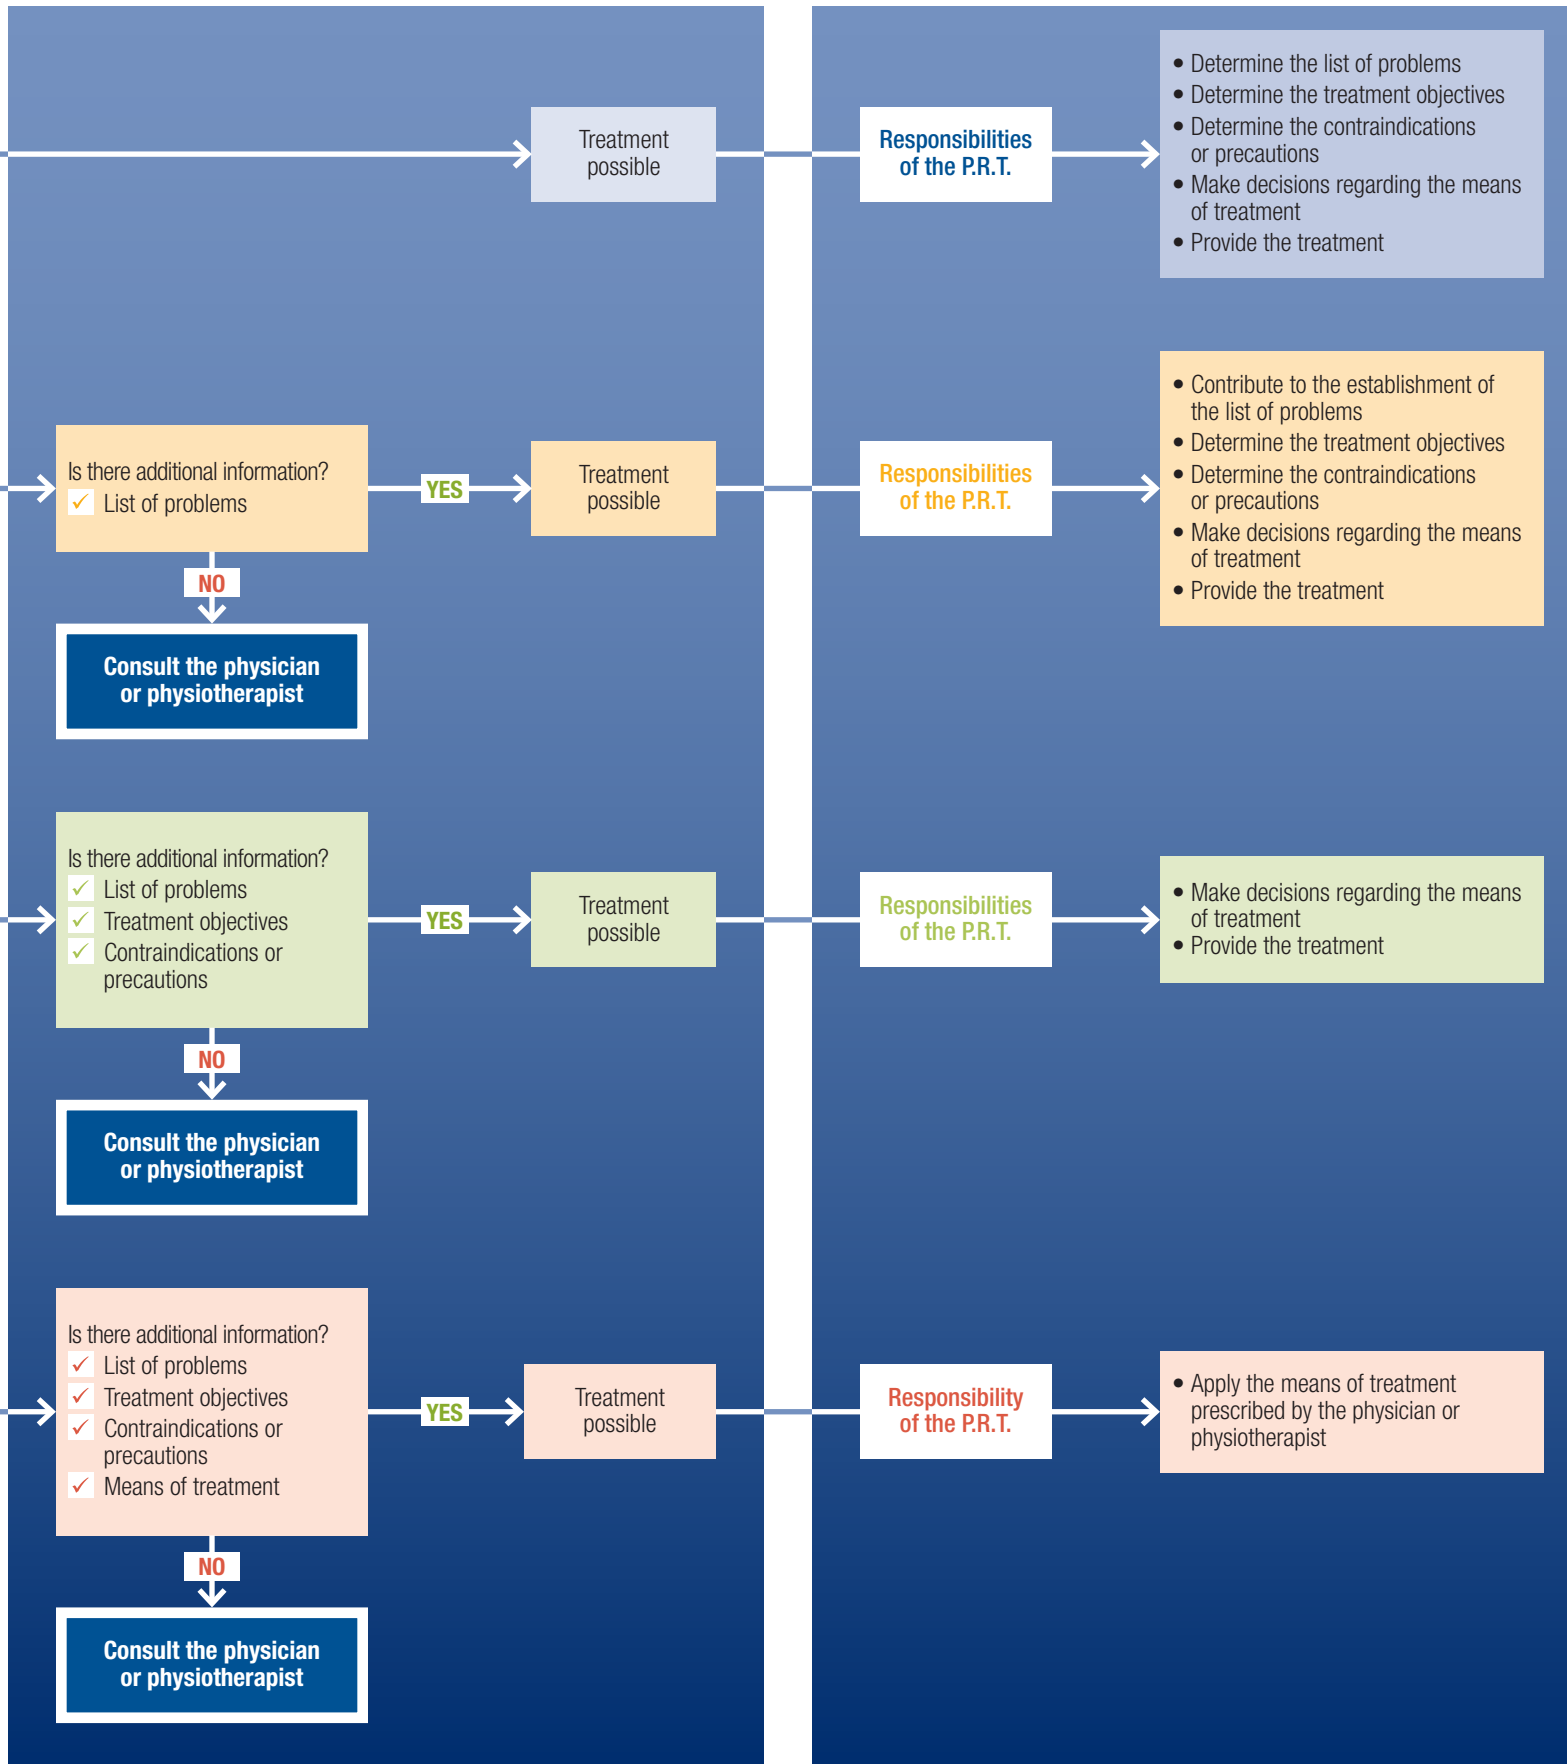 Treatment
possible
Responsibilities
of the P.R.T.
• Determine the list of problems
• Determine the treatment objectives
• Determine the contraindications
or precautions
• Make decisions regarding the means
of treatment
• Provide the treatment
Is there additional information?
✓ List of problems
YES
Treatment
possible
Responsibilities
of the P.R.T.
• Contribute to the establishment of
the list of problems
• Determine the treatment objectives
• Determine the contraindications
or precautions
• Make decisions regarding the means
of treatment
• Provide the treatment
NO
Consult the physician
or physiotherapist
Is there additional information?
✓ List of problems
✓ Treatment objectives
✓ Contraindications or
precautions
YES
Treatment
possible
Responsibilities
of the P.R.T.
• Make decisions regarding the means
of treatment
• Provide the treatment
NO
Consult the physician
or physiotherapist
Is there additional information?
✓ List of problems
✓ Treatment objectives
✓ Contraindications or
precautions
✓ Means of treatment
YES
Treatment
possible
Responsibility
of the P.R.T.
• Apply the means of treatment
prescribed by the physician or
physiotherapist
NO
Consult the physician
or physiotherapist